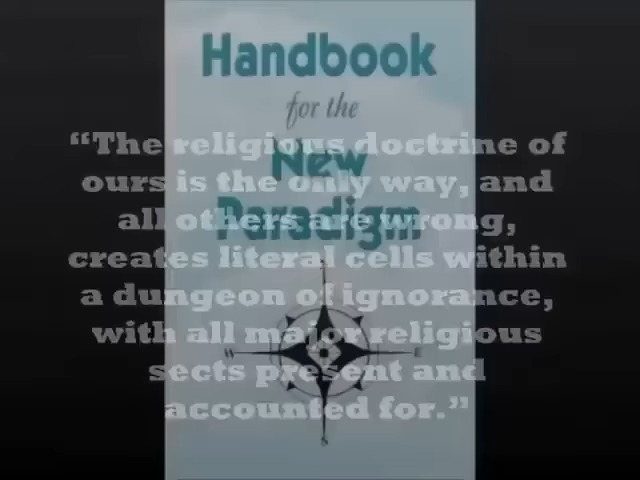 Handbook
for the
New
Paradigm
“The religious doctrine of
ours is the only way, and
all others are wrong,
creates literal cells within
a dungeon of ignorance,
with all major religious
sects present and
accounted for.”
N
W
E
S